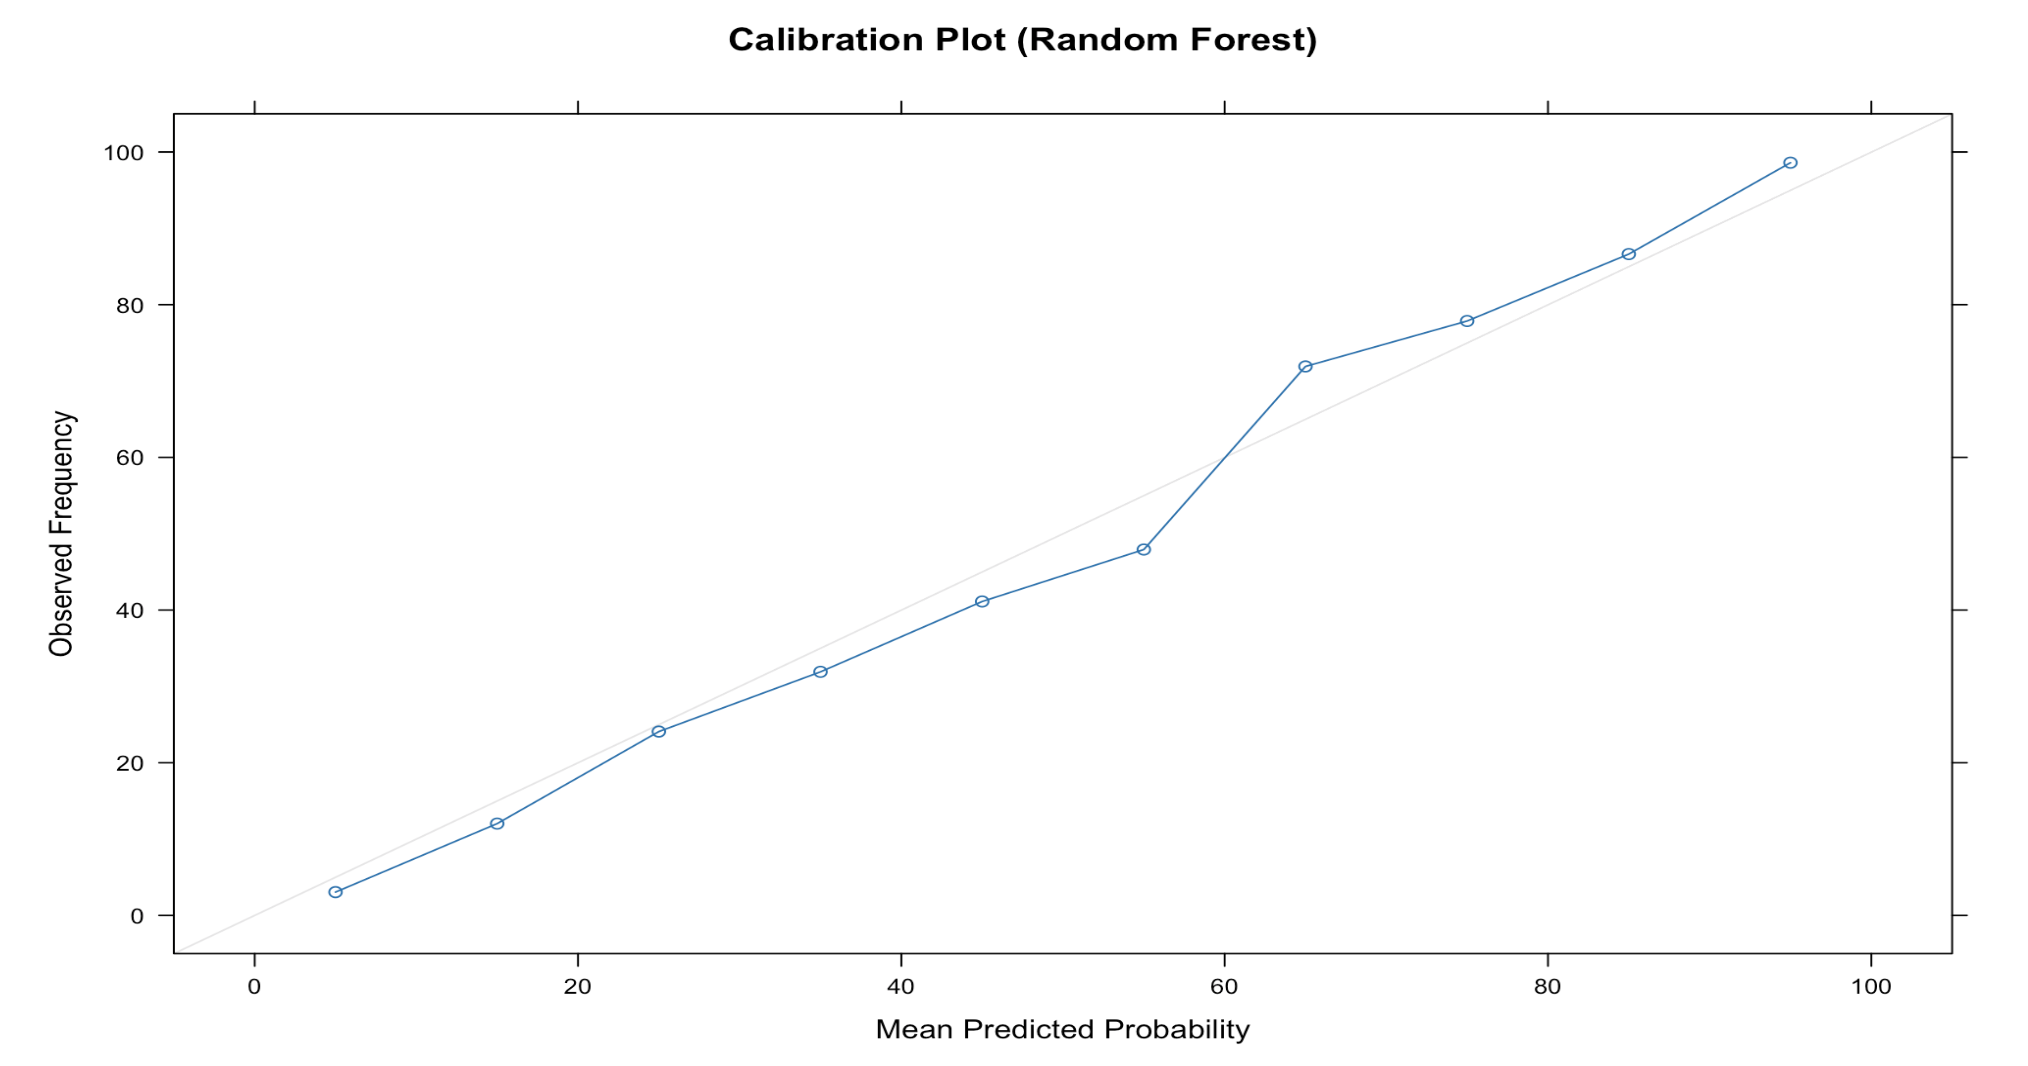 Calibration Plot (Random Forest)
100
80
60
40
20
0
Observed Frequency
0 20 40 60 80 100
Mean Predicted Probability